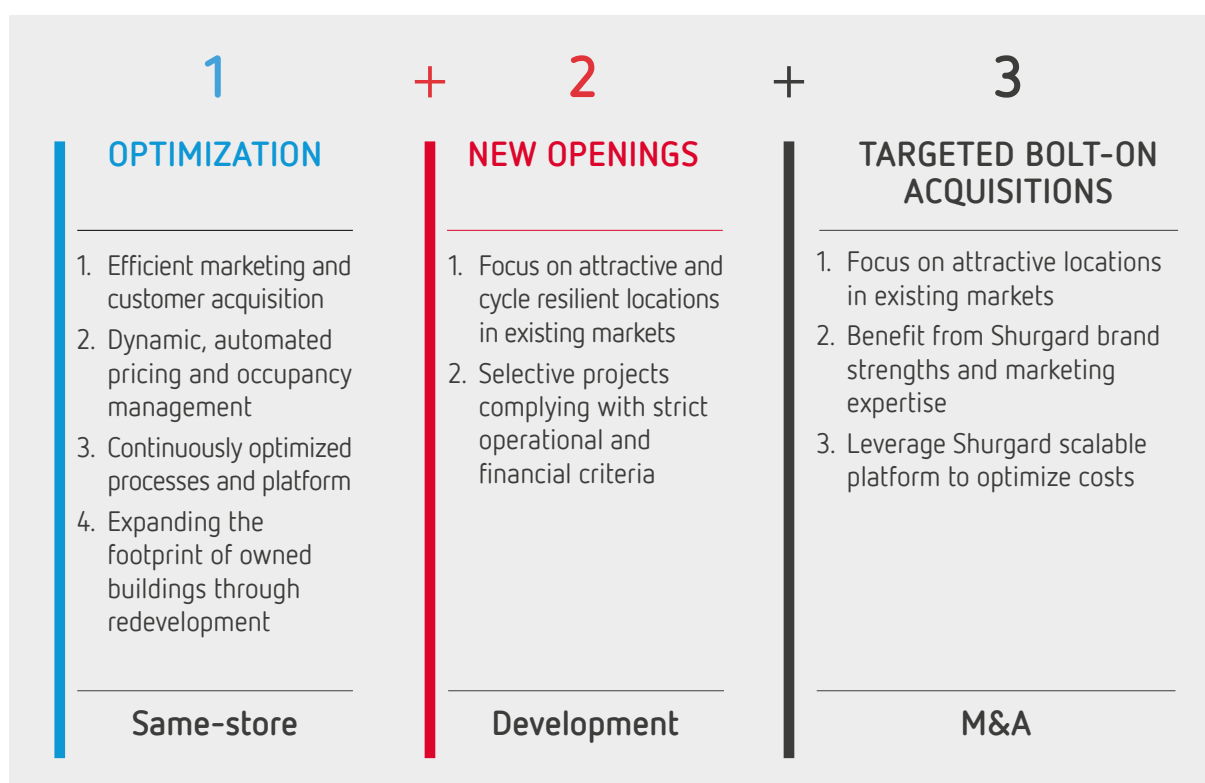 1 + 2 + 3
OPTIMIZATION
1. Efficient marketing and
customer acquisition
2. Dynamic, automated
pricing and occupancy
management
3. Continuously optimized
processes and platform
4. Expanding the
footprint of owned
buildings through
redevelopment
Same-store
NEW OPENINGS
1. Focus on attractive and
cycle resilient locations
in existing markets
2. Selective projects
complying with strict
operational and
financial criteria
Development
TARGETED BOLT-ON
ACQUISITIONS
1. Focus on attractive locations
in existing markets
2. Benefit from Shurgard brand
strengths and marketing
expertise
3. Leverage Shurgard scalable
platform to optimize costs
M&A